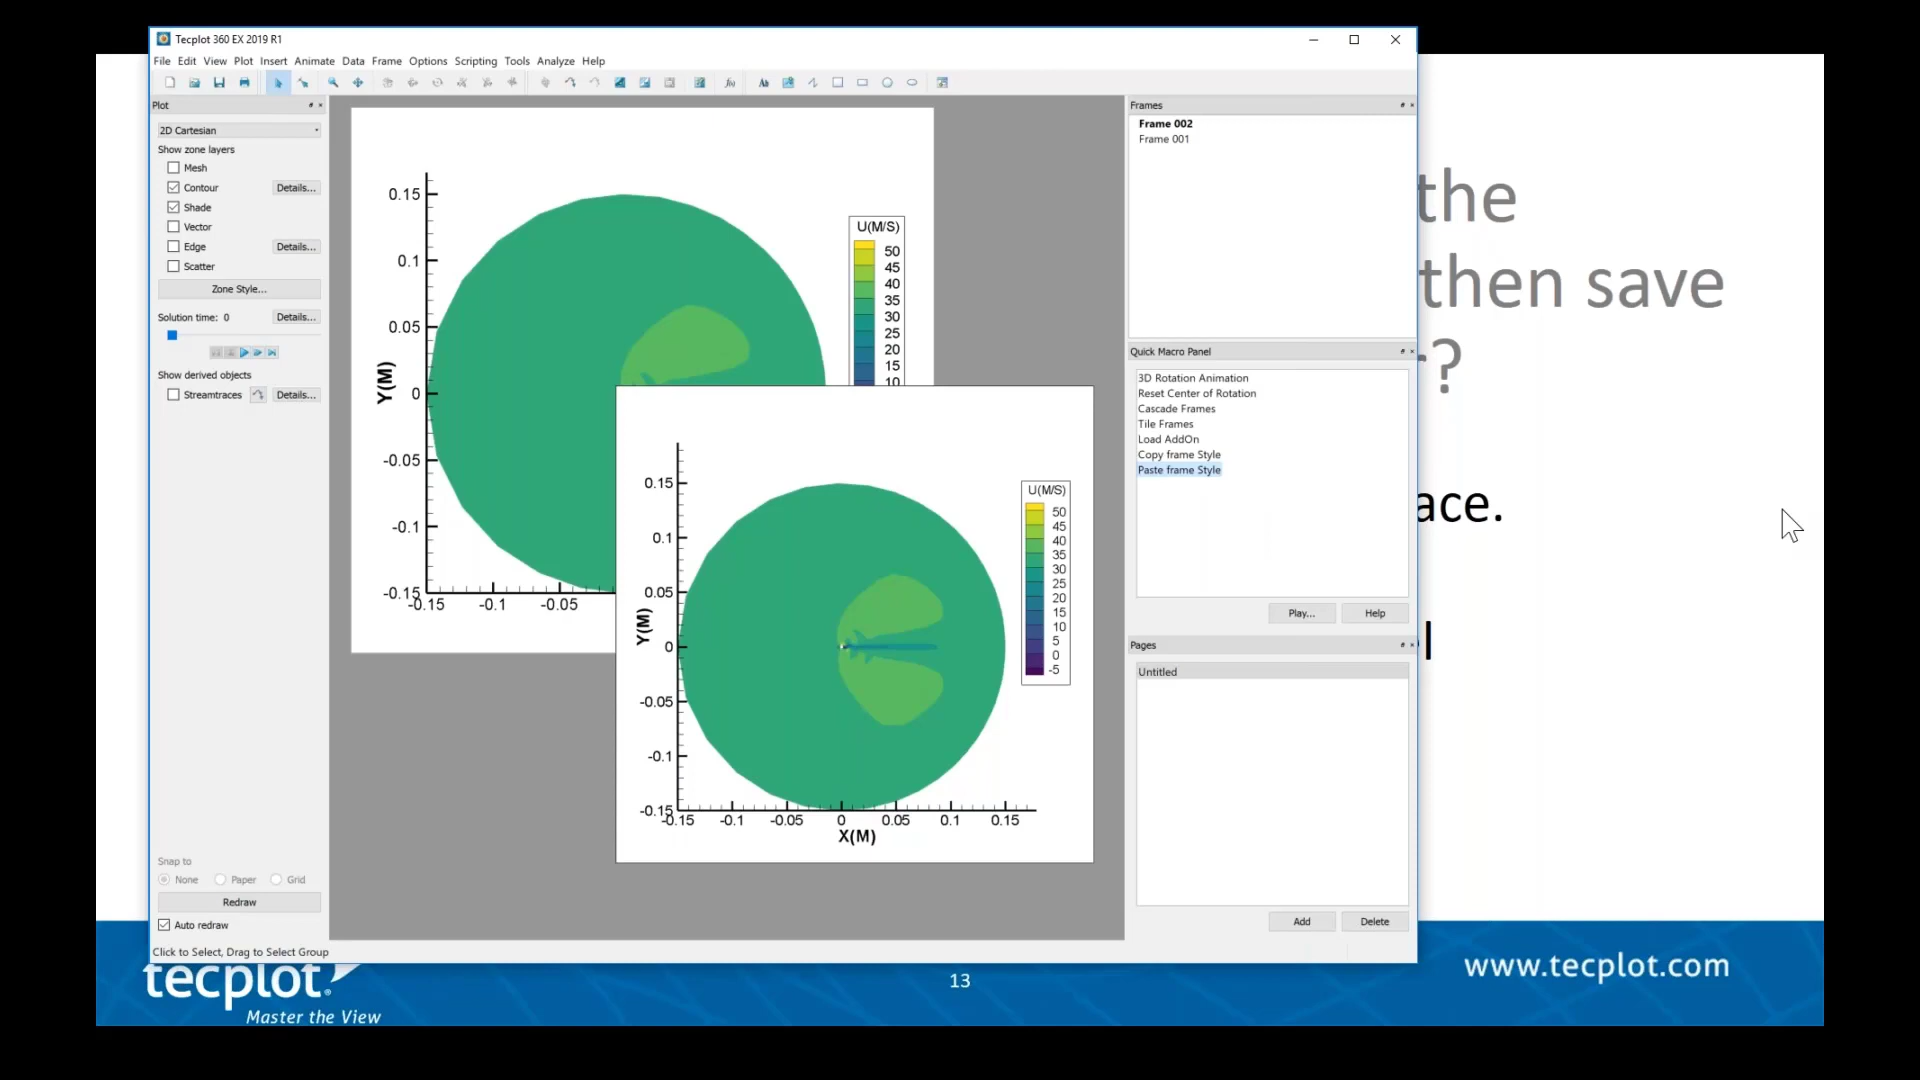 Tecplot 360 EX 2019 R1
File Edit View Plot Insert Animate Data Frame Options Scripting Tools Analyze Help
Plot
2D Cartesian
Show zone layers
Mesh
Contour Details...
Shade
Vector
Edge Details...
Scatter
Zone Style...
Solution time: 0 Details...
Show derived objects
Streamtraces Details...
Snap to
None Paper Grid
Redraw
Auto redraw
Click to Select, Drag to Select Group
Y(M)
0.15
0.1
0.05
0
-0.05
-0.1
-0.15
-0.15 -0.1 -0.05
U(M/S)
50
45
40
35
30
25
20
15
10
Y(M)
0.15
0.1
0.05
0
-0.05
-0.1
-0.15
-0.15 -0.1 -0.05 0 0.05 0.1 0.15
X(M)
U(M/S)
50
45
40
35
30
25
20
15
10
5
0
-5
Frames
Frame 002
Frame 001
Quick Macro Panel
3D Rotation Animation
Reset Center of Rotation
Cascade Frames
Tile Frames
Load AddOn
Copy frame Style
Paste frame Style
Play... Help
Pages
Untitled
Add Delete
the
then save
?
ace.
tecplot.
Master the View
13
www.tecplot.com